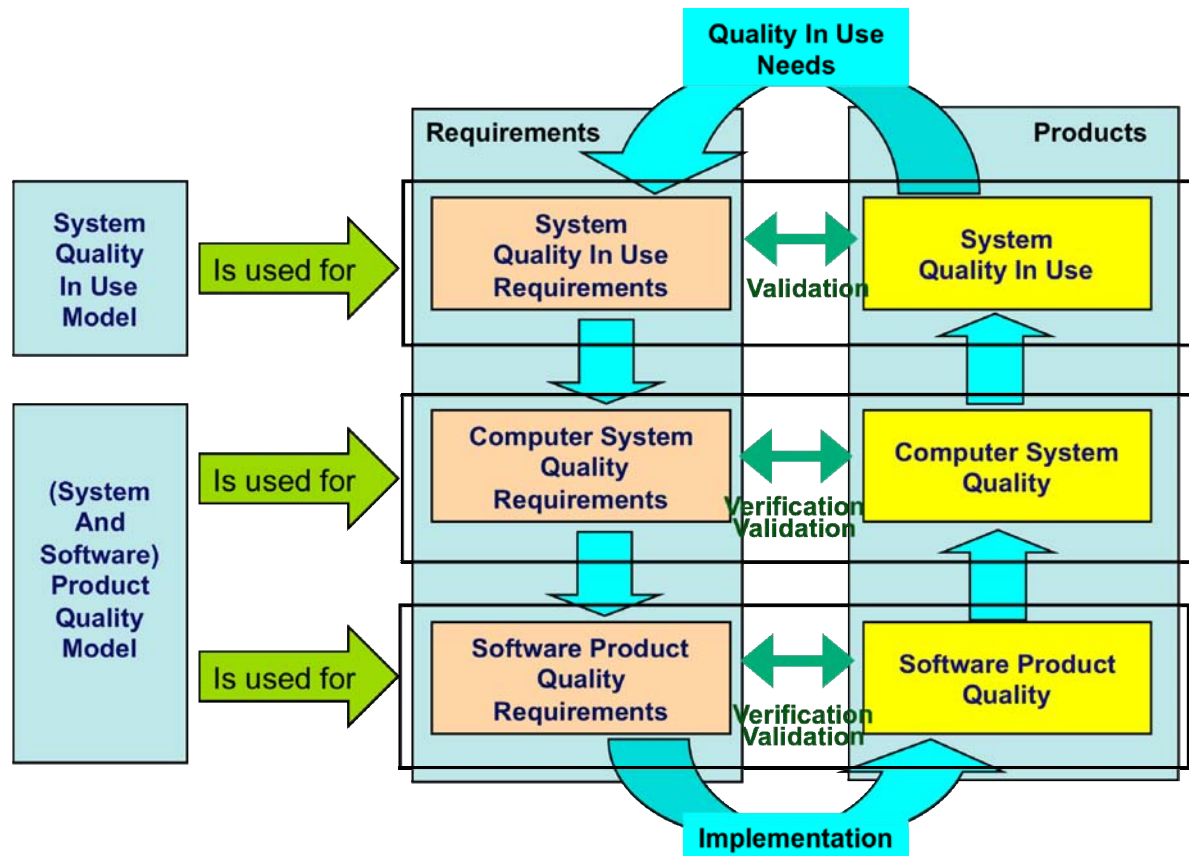 Quality In Use
Needs
Requirements
Products
System
Quality
In Use
Model
Is used for
System
Quality In Use
Requirements
Validation
System
Quality In Use
(System
And
Software)
Product
Quality
Model
Is used for
Computer System
Quality
Requirements
Verification
Validation
Computer System
Quality
Is used for
Software Product
Quality
Requirements
Verification
Validation
Software Product
Quality
Implementation